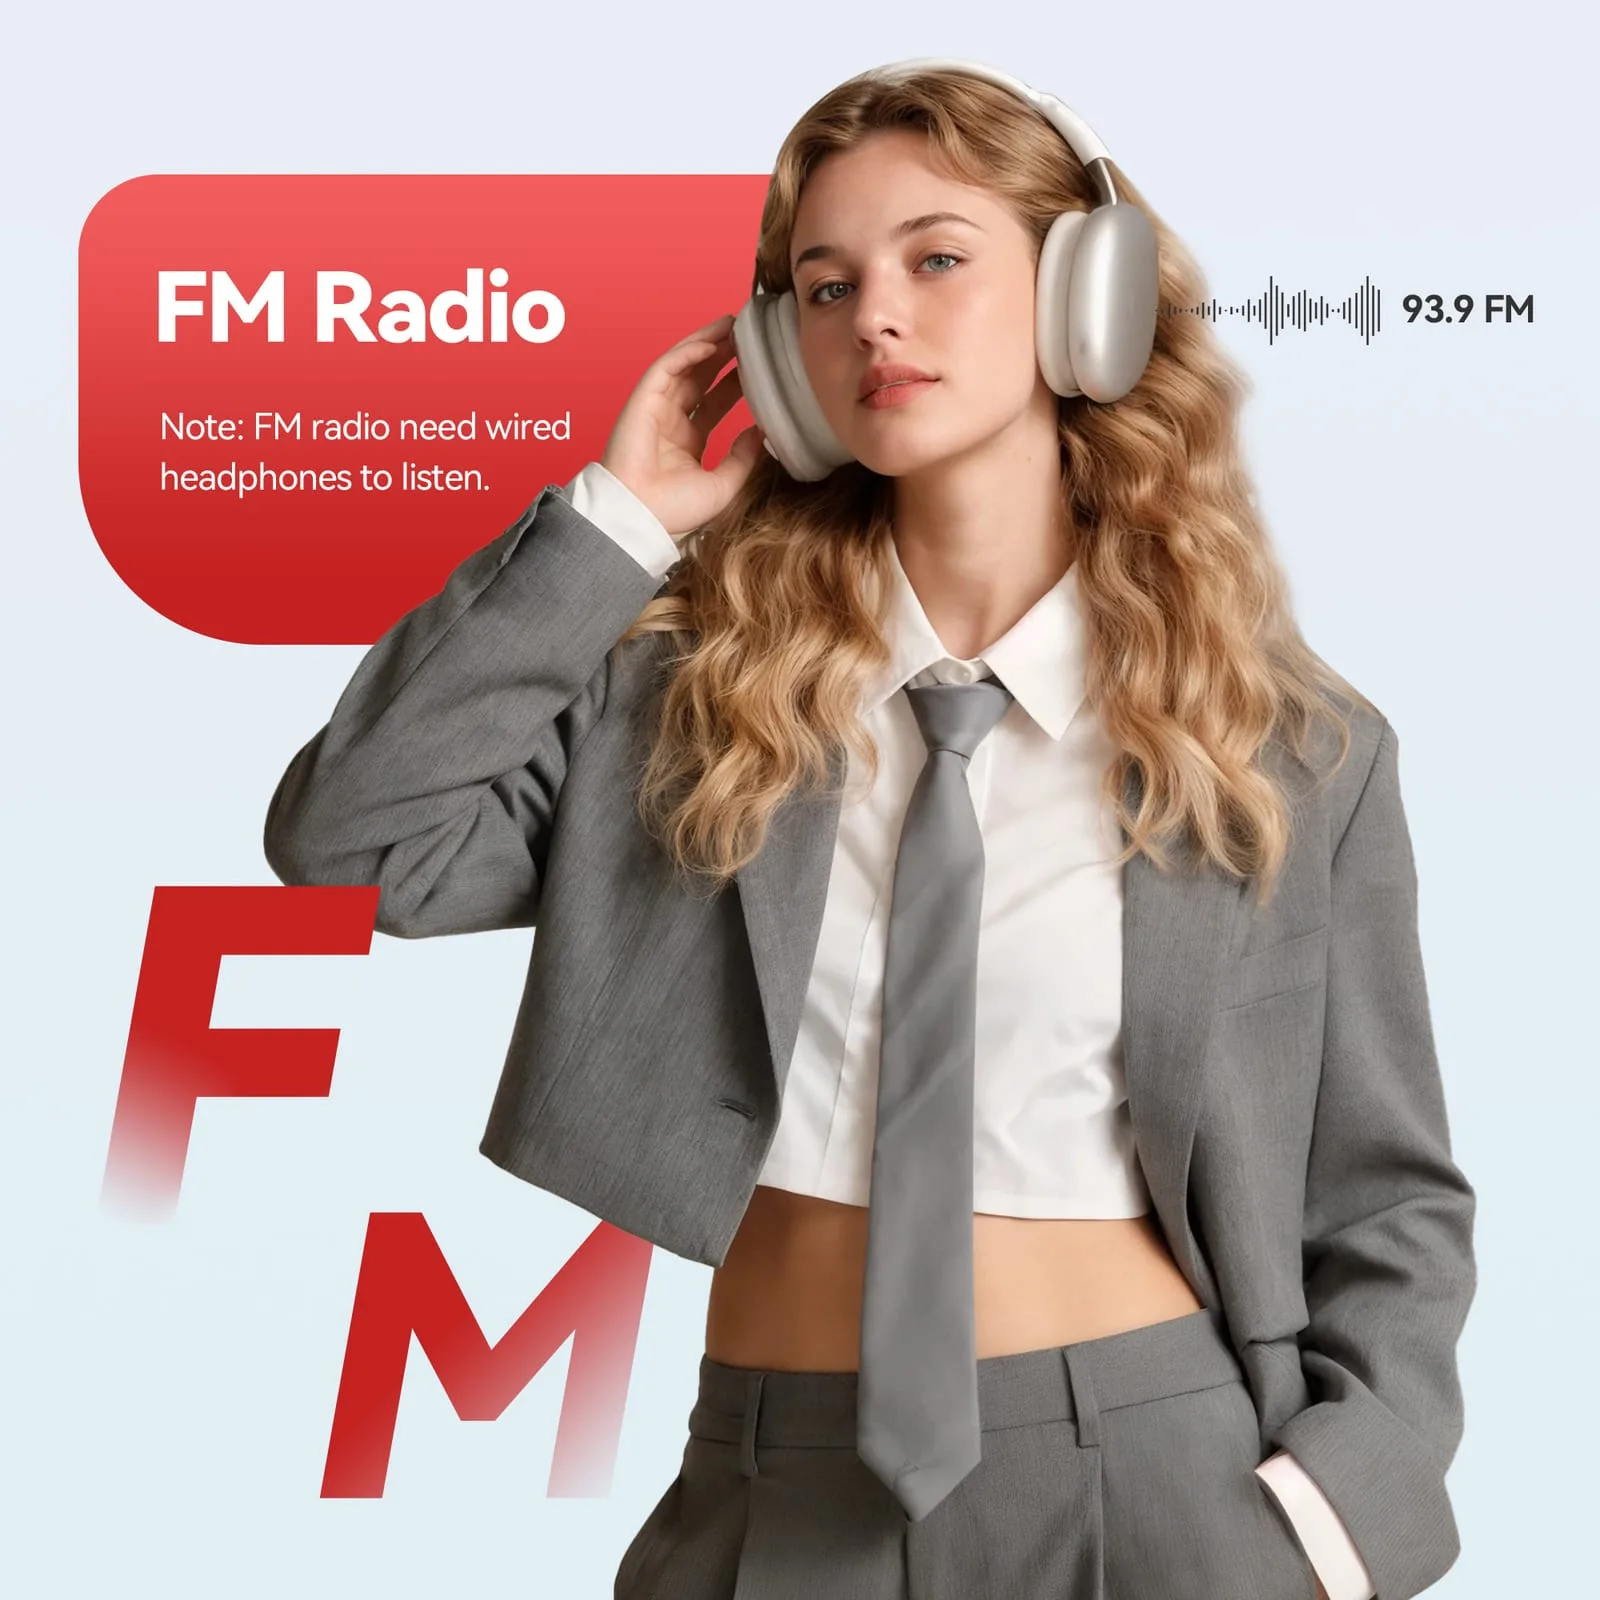 FM Radio
Note: FM radio need wired
headphones to listen.
93.9 FM
F
M